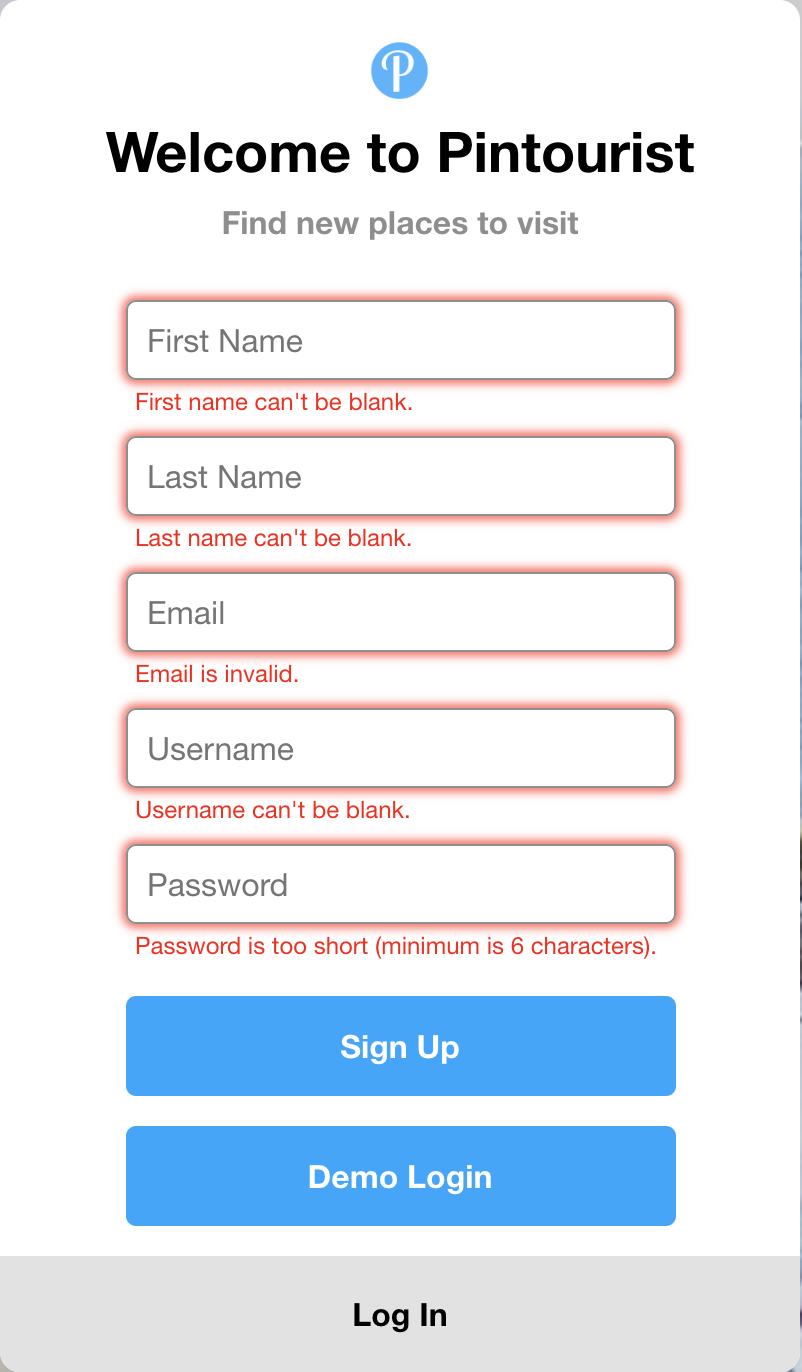 P
Welcome to Pintourist
Find new places to visit
First Name
First name can't be blank.
Last Name
Last name can't be blank.
Email
Email is invalid.
Username
Username can't be blank.
Password
Password is too short (minimum is 6 characters).
Sign Up
Demo Login
Log In